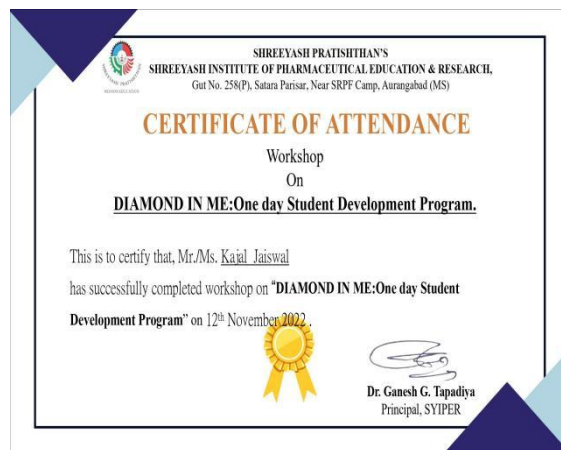 SHREEYASH PRATISHTHAN'S
SHREEYASH INSTITUTE OF PHARMACEUTICAL EDUCATION & RESEARCH,
Gut No. 258(P), Satara Parisar, Near SRPF Camp, Aurangabad (MS)
CERTIFICATE OF ATTENDANCE
Workshop
On
DIAMOND IN ME:One day Student Development Program.
This is to certify that, Mr./Ms. Kajal Jaiswal
has successfully completed workshop on "DIAMOND IN ME:One day Student
Development Program" on 12th November 2022 .
Dr. Ganesh G. Tapadiya
Principal, SYIPER